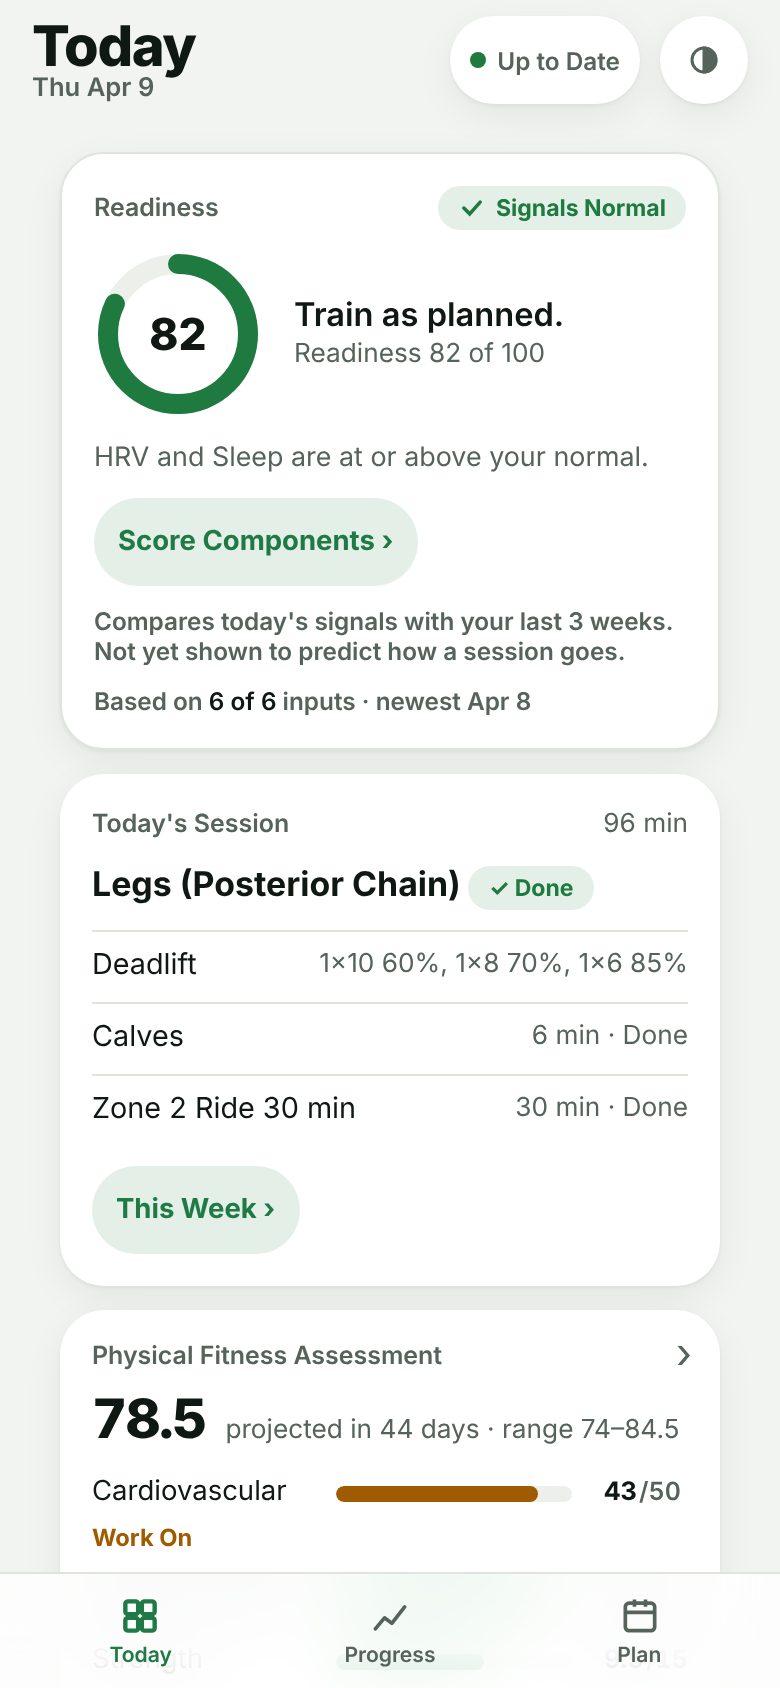 Today
Thu Apr 9
Up to Date
Readiness
Signals Normal
82
Train as planned.
Readiness 82 of 100
HRV and Sleep are at or above your normal.
Score Components ›
Compares today's signals with your last 3 weeks.
Not yet shown to predict how a session goes.
Based on 6 of 6 inputs · newest Apr 8
Today's Session 96 min
Legs (Posterior Chain) ✓ Done
Deadlift 1×10 60%, 1×8 70%, 1×6 85%
Calves 6 min · Done
Zone 2 Ride 30 min 30 min · Done
This Week ›
Physical Fitness Assessment ›
78.5 projected in 44 days · range 74–84.5
Cardiovascular 43/50
Work On
Strength
Today Progress Plan